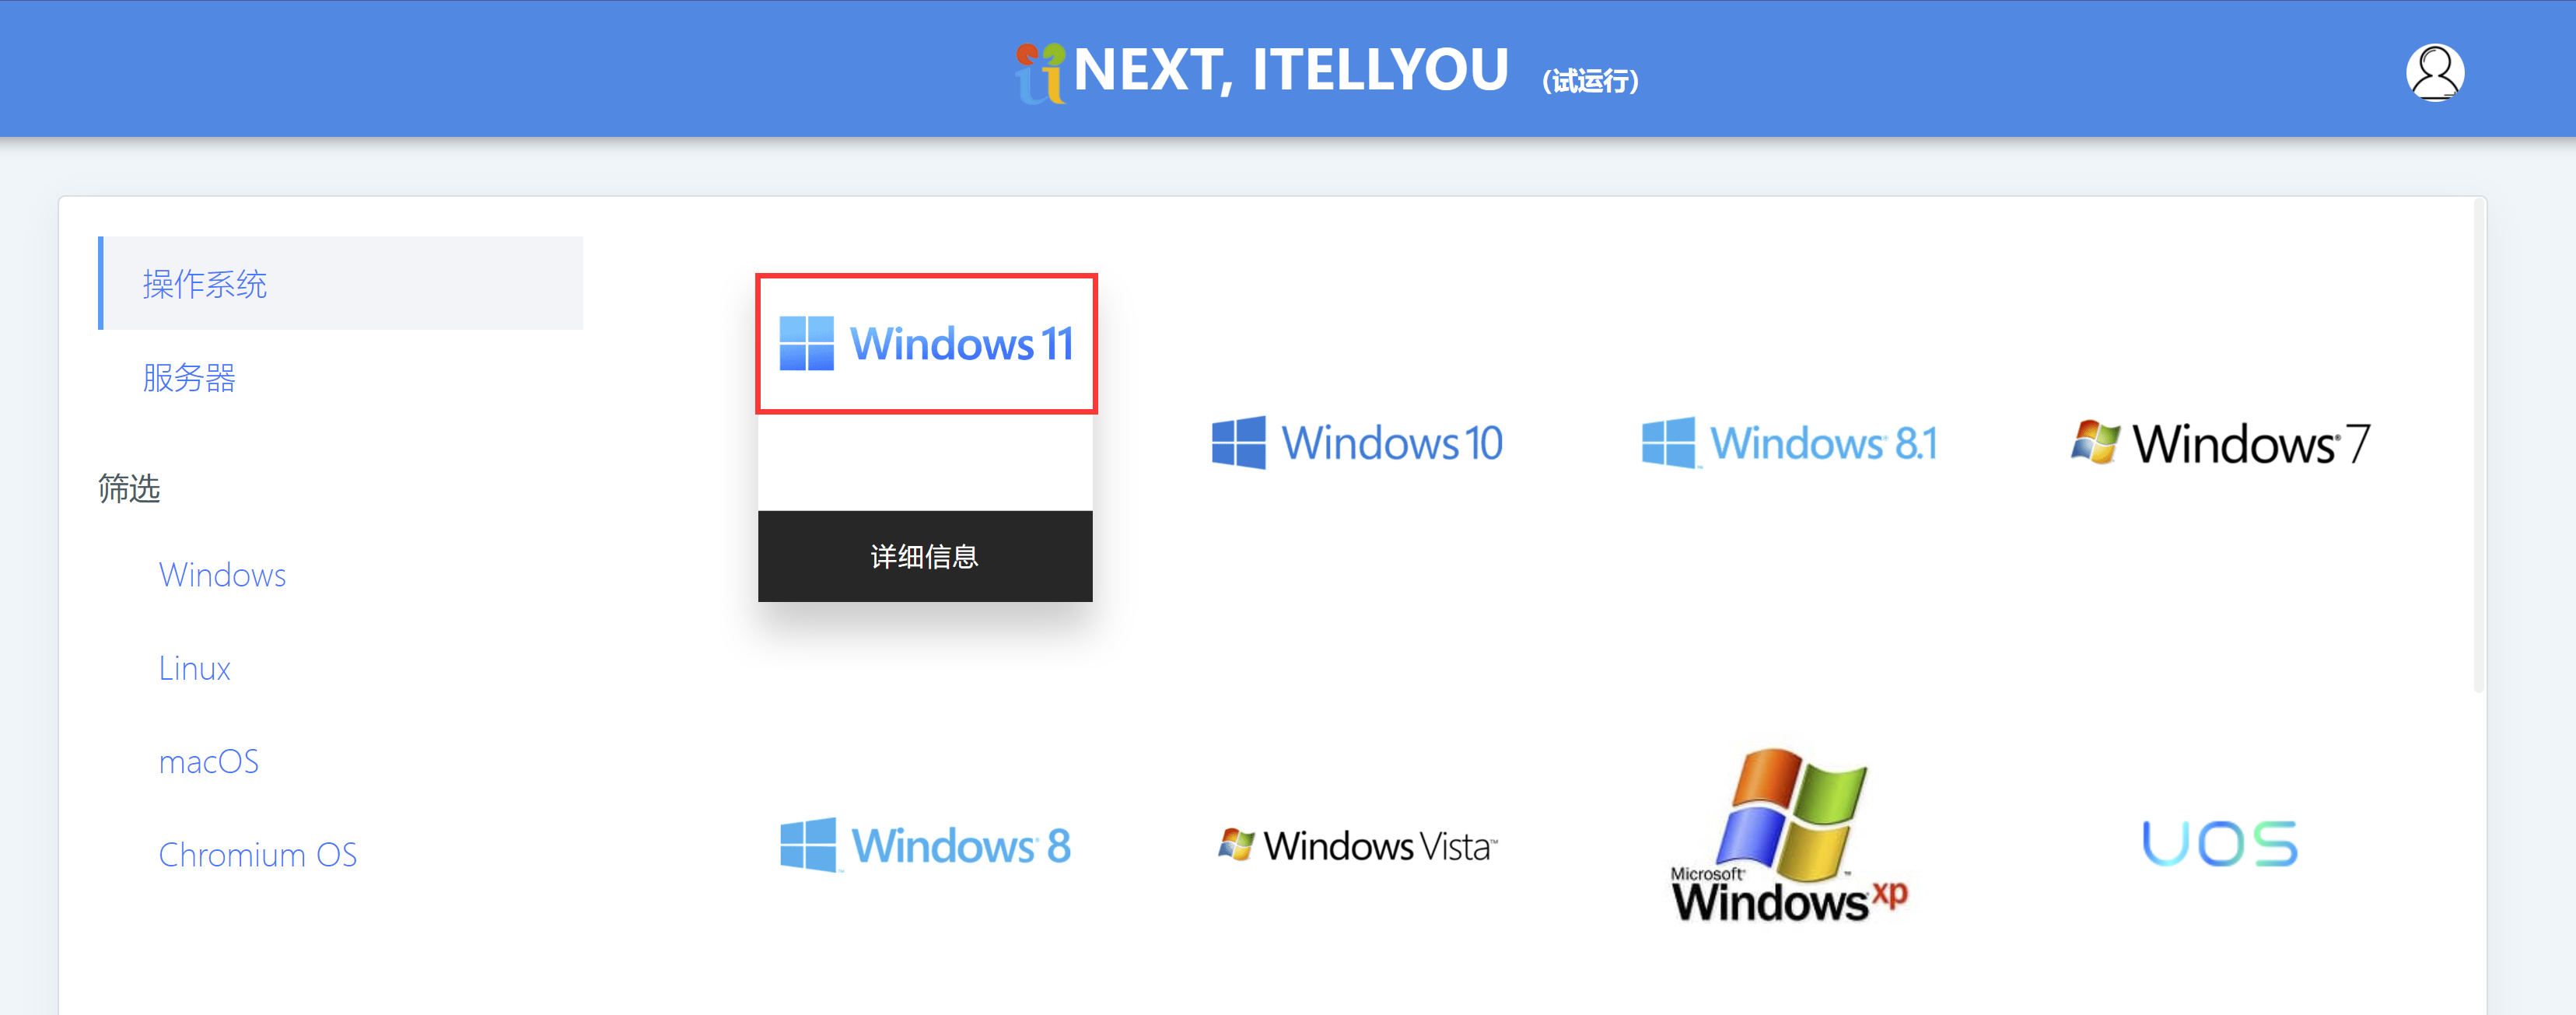 NEXT, ITELLYOU (试运行)
操作系统
服务器
筛选
Windows
Linux
macOS
Chromium OS
Windows 11
详细信息
Windows 10
Windows 8.1
Windows 7
Windows 8
Windows Vista™
Microsoft
Windows xp
UOS